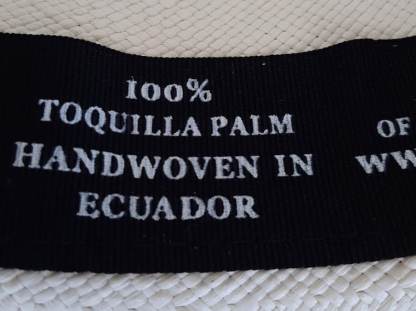 100%
TOQUILLA PALM
HANDWOVEN IN
ECUADOR
OF